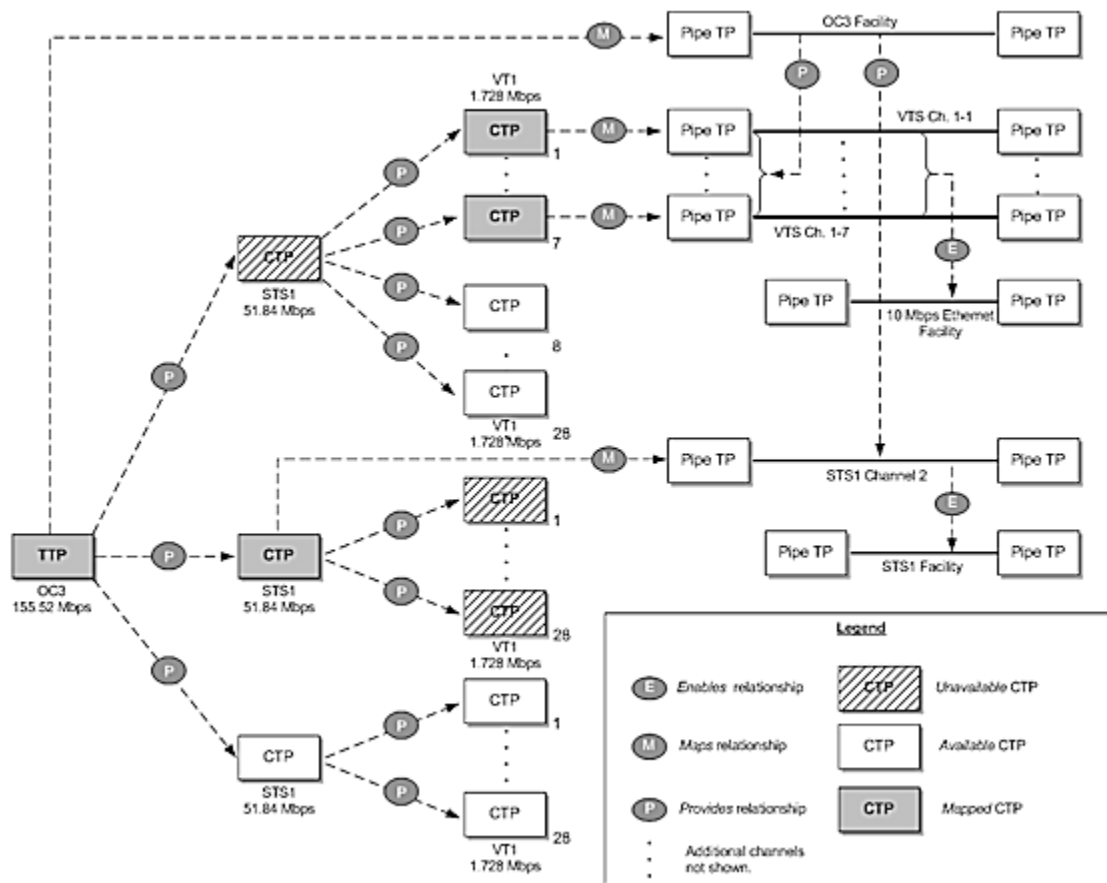 OC3 Facility
M
Pipe TP
Pipe TP
VT1
1.728 Mbps
P
P
CTP
1
M
Pipe TP
VTS Ch. 1-1
Pipe TP
P
P
CTP
7
M
Pipe TP
VTS Ch. 1-7
Pipe TP
CTP
STS1
51.84 Mbps
P
CTP
8
E
Pipe TP
10 Mbps Ethernet
Facility
Pipe TP
P
CTP
28
VT1
1.728 Mbps
P
M
Pipe TP
STS1 Channel 2
Pipe TP
P
CTP
1
E
TTP
OC3
155.52 Mbps
P
CTP
STS1
51.84 Mbps
Pipe TP
STS1 Facility
Pipe TP
P
CTP
28
VT1
1.728 Mbps
P
P
CTP
1
CTP
STS1
51.84 Mbps
P
CTP
28
VT1
1.728 Mbps
Legend
E Enables relationship
CTP Unavailable CTP
M Maps relationship
CTP Available CTP
P Provides relationship
CTP Mapped CTP
Additional channels
not shown.